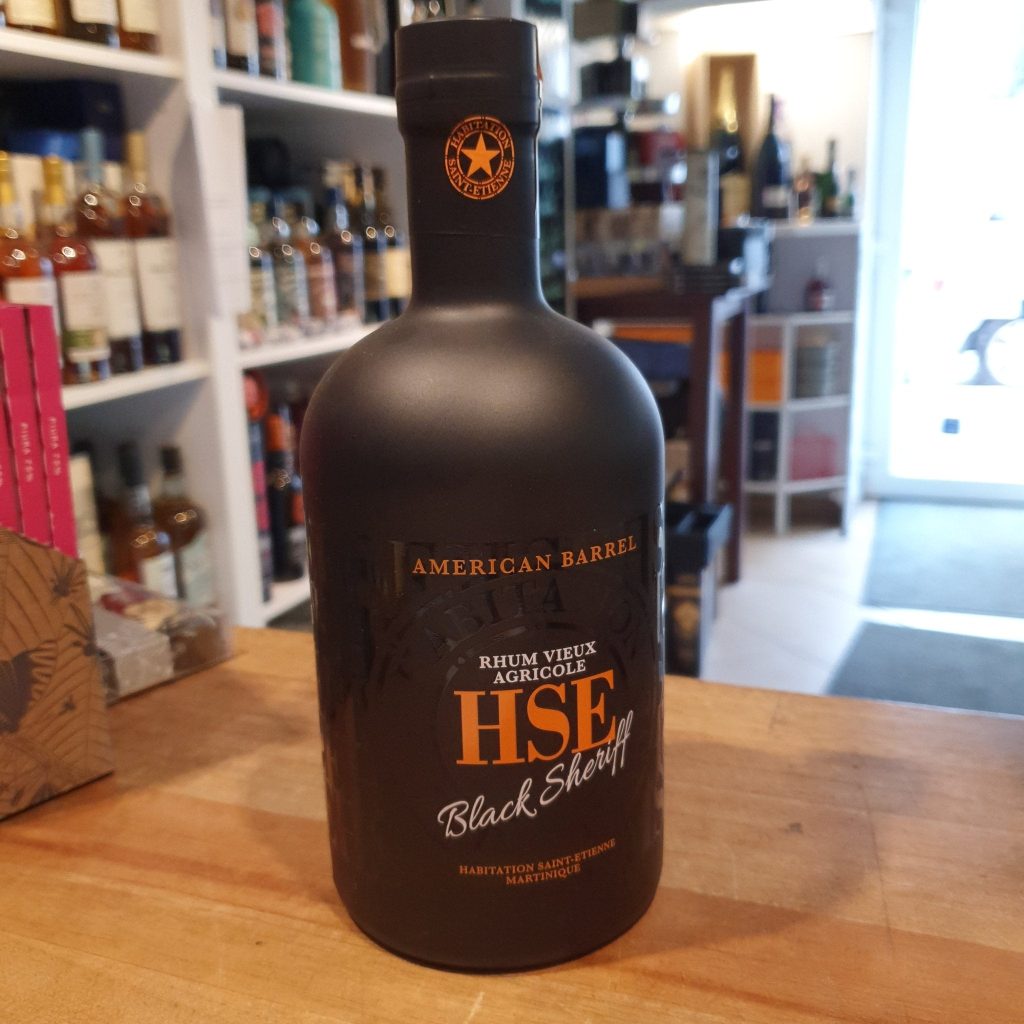 HABITATION
SAINT-ETIENNE
AMERICAN BARREL
RHUM VIEUX
AGRICOLE
HSE
Black Sheriff
HABITATION SAINT-ETIENNE
MARTINIQUE